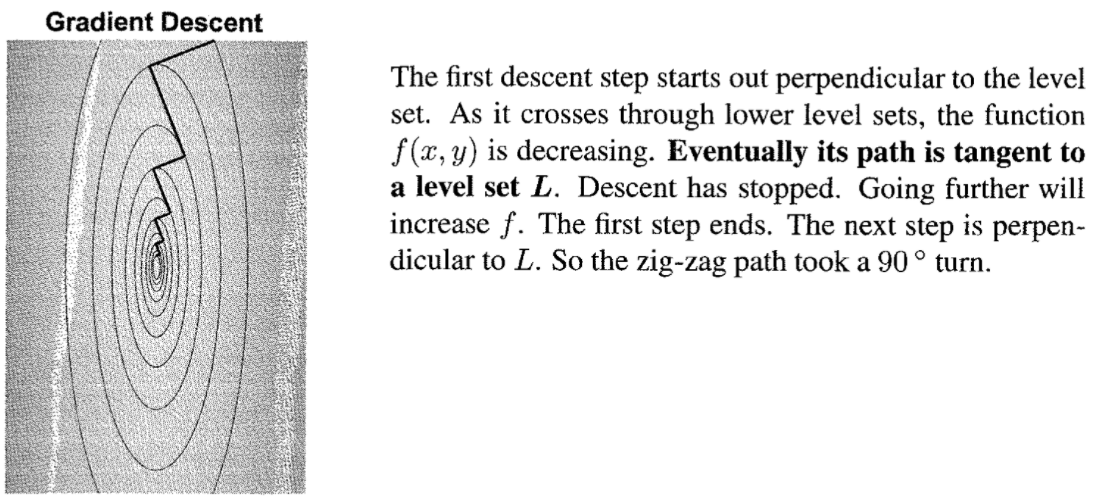 Gradient Descent
The first descent step starts out perpendicular to the level
set. As it crosses through lower level sets, the function
f(x, y) is decreasing. Eventually its path is tangent to
a level set L. Descent has stopped. Going further will
increase f. The first step ends. The next step is perpen-
dicular to L. So the zig-zag path took a 90° turn.